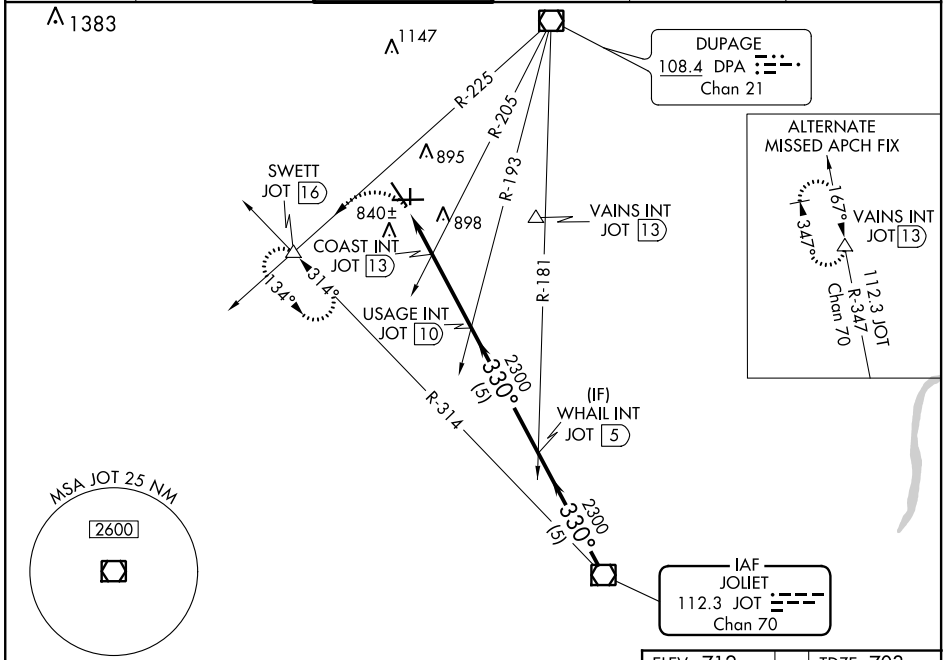 1383
1147
DUPAGE
108.4 DPA
Chan 21
R-225
R-205
R-193
R-181
ALTERNATE
MISSED APCH FIX
167°
347°
VAINS INT
JOT 13
112.3 JOT
R-347
Chan 70
895
SWETT
JOT 16
840±
898
VAINS INT
JOT 13
COAST INT
JOT 13
134°
314°
USAGE INT
JOT 10
2300
330°
(5)
R-314
(IF)
WHAIL INT
JOT 5
MSA JOT 25 NM
2600
2300
330°
(5)
IAF
JOLIET
112.3 JOT
Chan 70